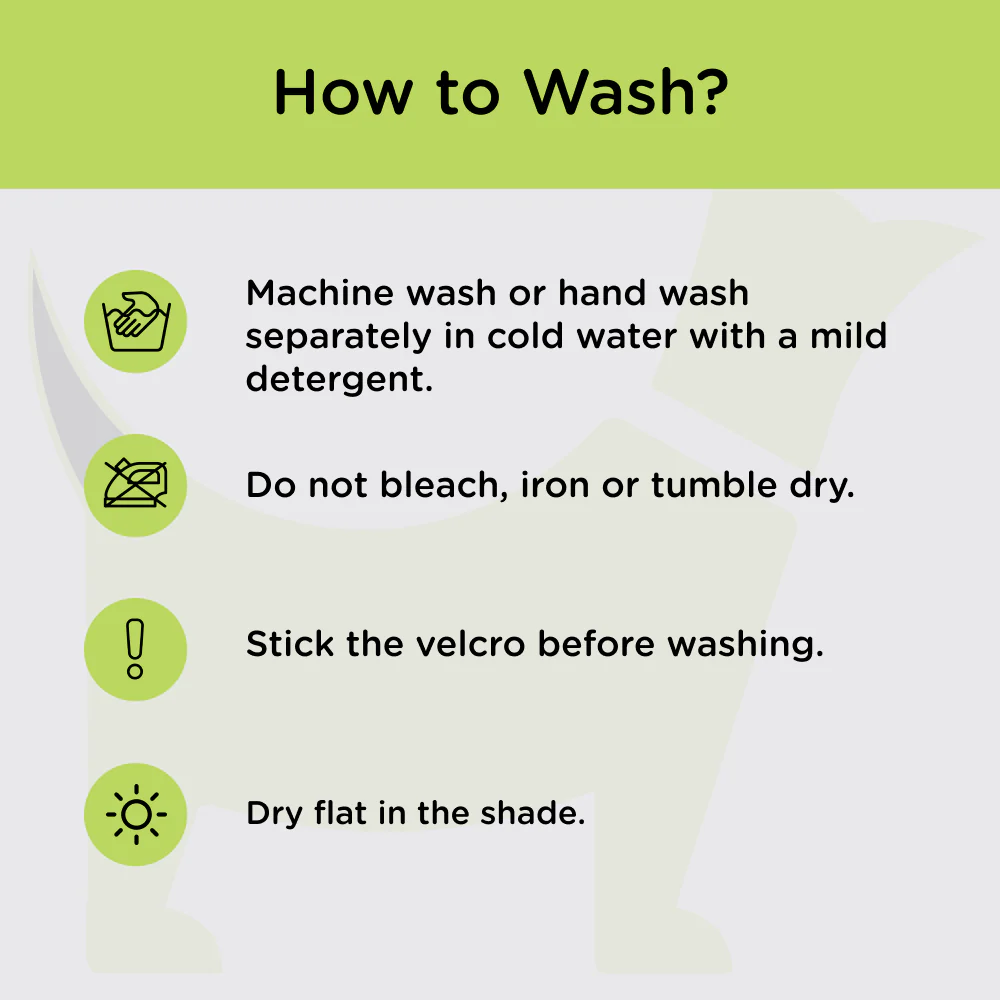 How to Wash?
Machine wash or hand wash
separately in cold water with a mild
detergent.
Do not bleach, iron or tumble dry.
Stick the velcro before washing.
Dry flat in the shade.